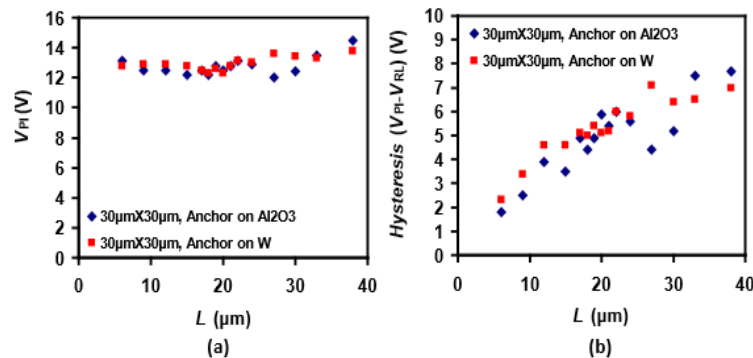 16
14
12
10
8
6
4
2
0
V_PI (V)
30µmX30µm, Anchor on Al2O3
30µmX30µm, Anchor on W
0 10 20 30 40
L (µm)
(a)
10
9
8
7
6
5
4
3
2
1
0
Hysteresis (V_PI-V_RL) (V)
30µmX30µm, Anchor on Al2O3
30µmX30µm, Anchor on W
0 10 20 30 40
L (µm)
(b)